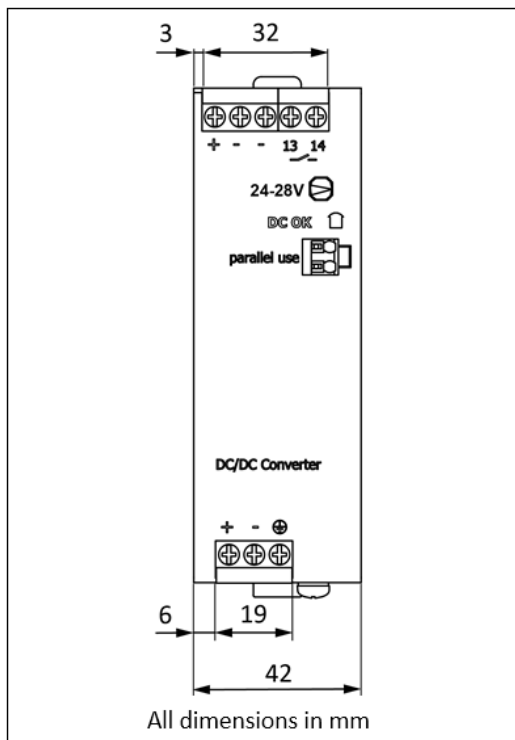 3 32
+ - - 13 14
24-28V
DC OK
parallel use
DC/DC Converter
+ -
6 19
42
All dimensions in mm